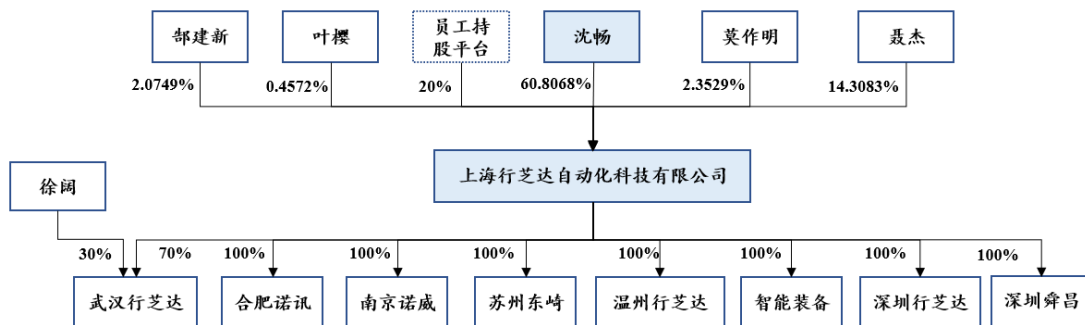 郜建新
叶樱
员工持
股平台
沈畅
莫作明
聂杰
2.0749%
0.4572%
20%
60.8068%
2.3529%
14.3083%
上海行芝达自动化科技有限公司
徐阔
30%
70%
100%
100%
100%
100%
100%
100%
100%
武汉行芝达
合肥诺讯
南京诺威
苏州东崎
温州行芝达
智能装备
深圳行芝达
深圳舜昌